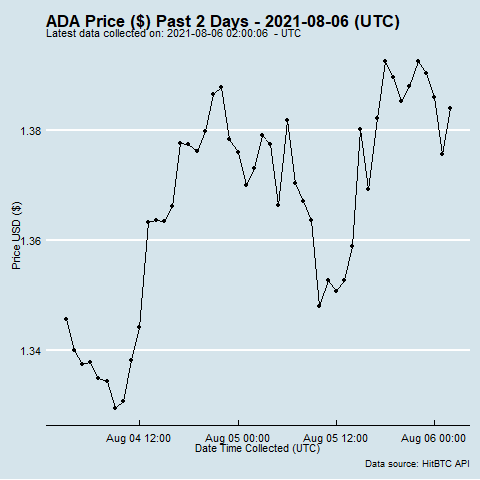 ADA Price ($) Past 2 Days - 2021-08-06 (UTC)
Latest data collected on: 2021-08-06 02:00:06 - UTC
Price USD ($)
1.38
1.36
1.34
Aug 04 12:00
Aug 05 00:00
Aug 05 12:00
Aug 06 00:00
Date Time Collected (UTC)
Data source: HitBTC API